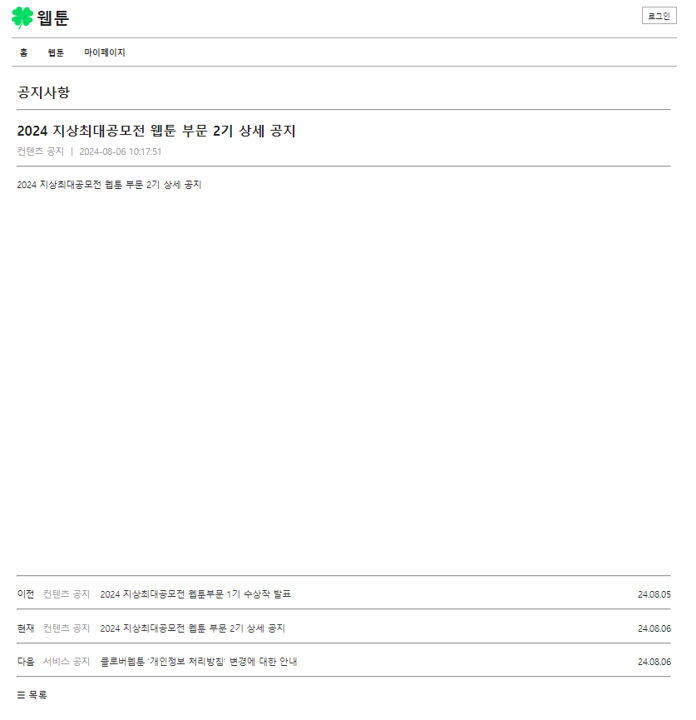 웹툰
로그인
홈 웹툰 마이페이지
공지사항
2024 지상최대공모전 웹툰 부문 2기 상세 공지
컨텐츠 공지 | 2024-08-06 10:17:51
2024 지상최대공모전 웹툰 부문 2기 상세 공지
이전 컨텐츠 공지 2024 지상최대공모전 웹툰부문 1기 수상작 발표 24.08.05
현재 컨텐츠 공지 2024 지상최대공모전 웹툰 부문 2기 상세 공지 24.08.06
다음 서비스 공지 클로버웹툰 '개인정보 처리방침' 변경에 대한 안내 24.08.06
☰ 목록